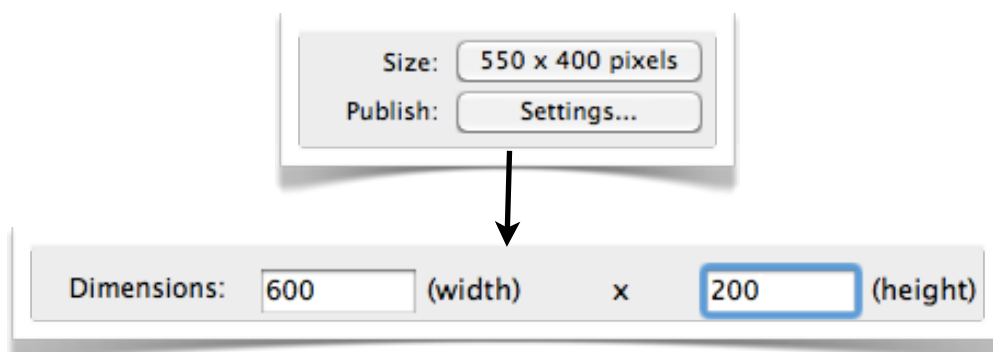 Size: 550 x 400 pixels
Publish: Settings...
Dimensions: 600 (width) x 200 (height)